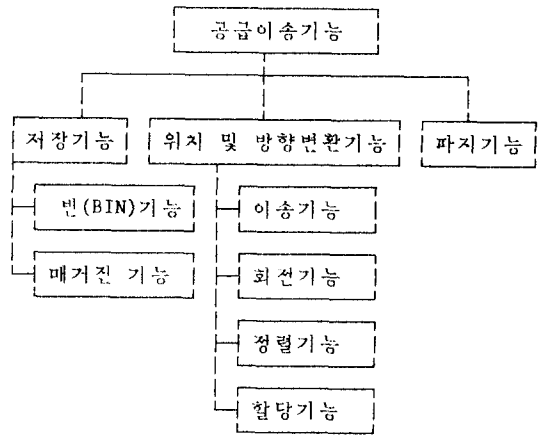 공급이송기능
저장기능
위치 및 방향변환기능
파지기능
빈(BIN)기능
이송기능
매거진 기능
회전기능
정렬기능
할당기능